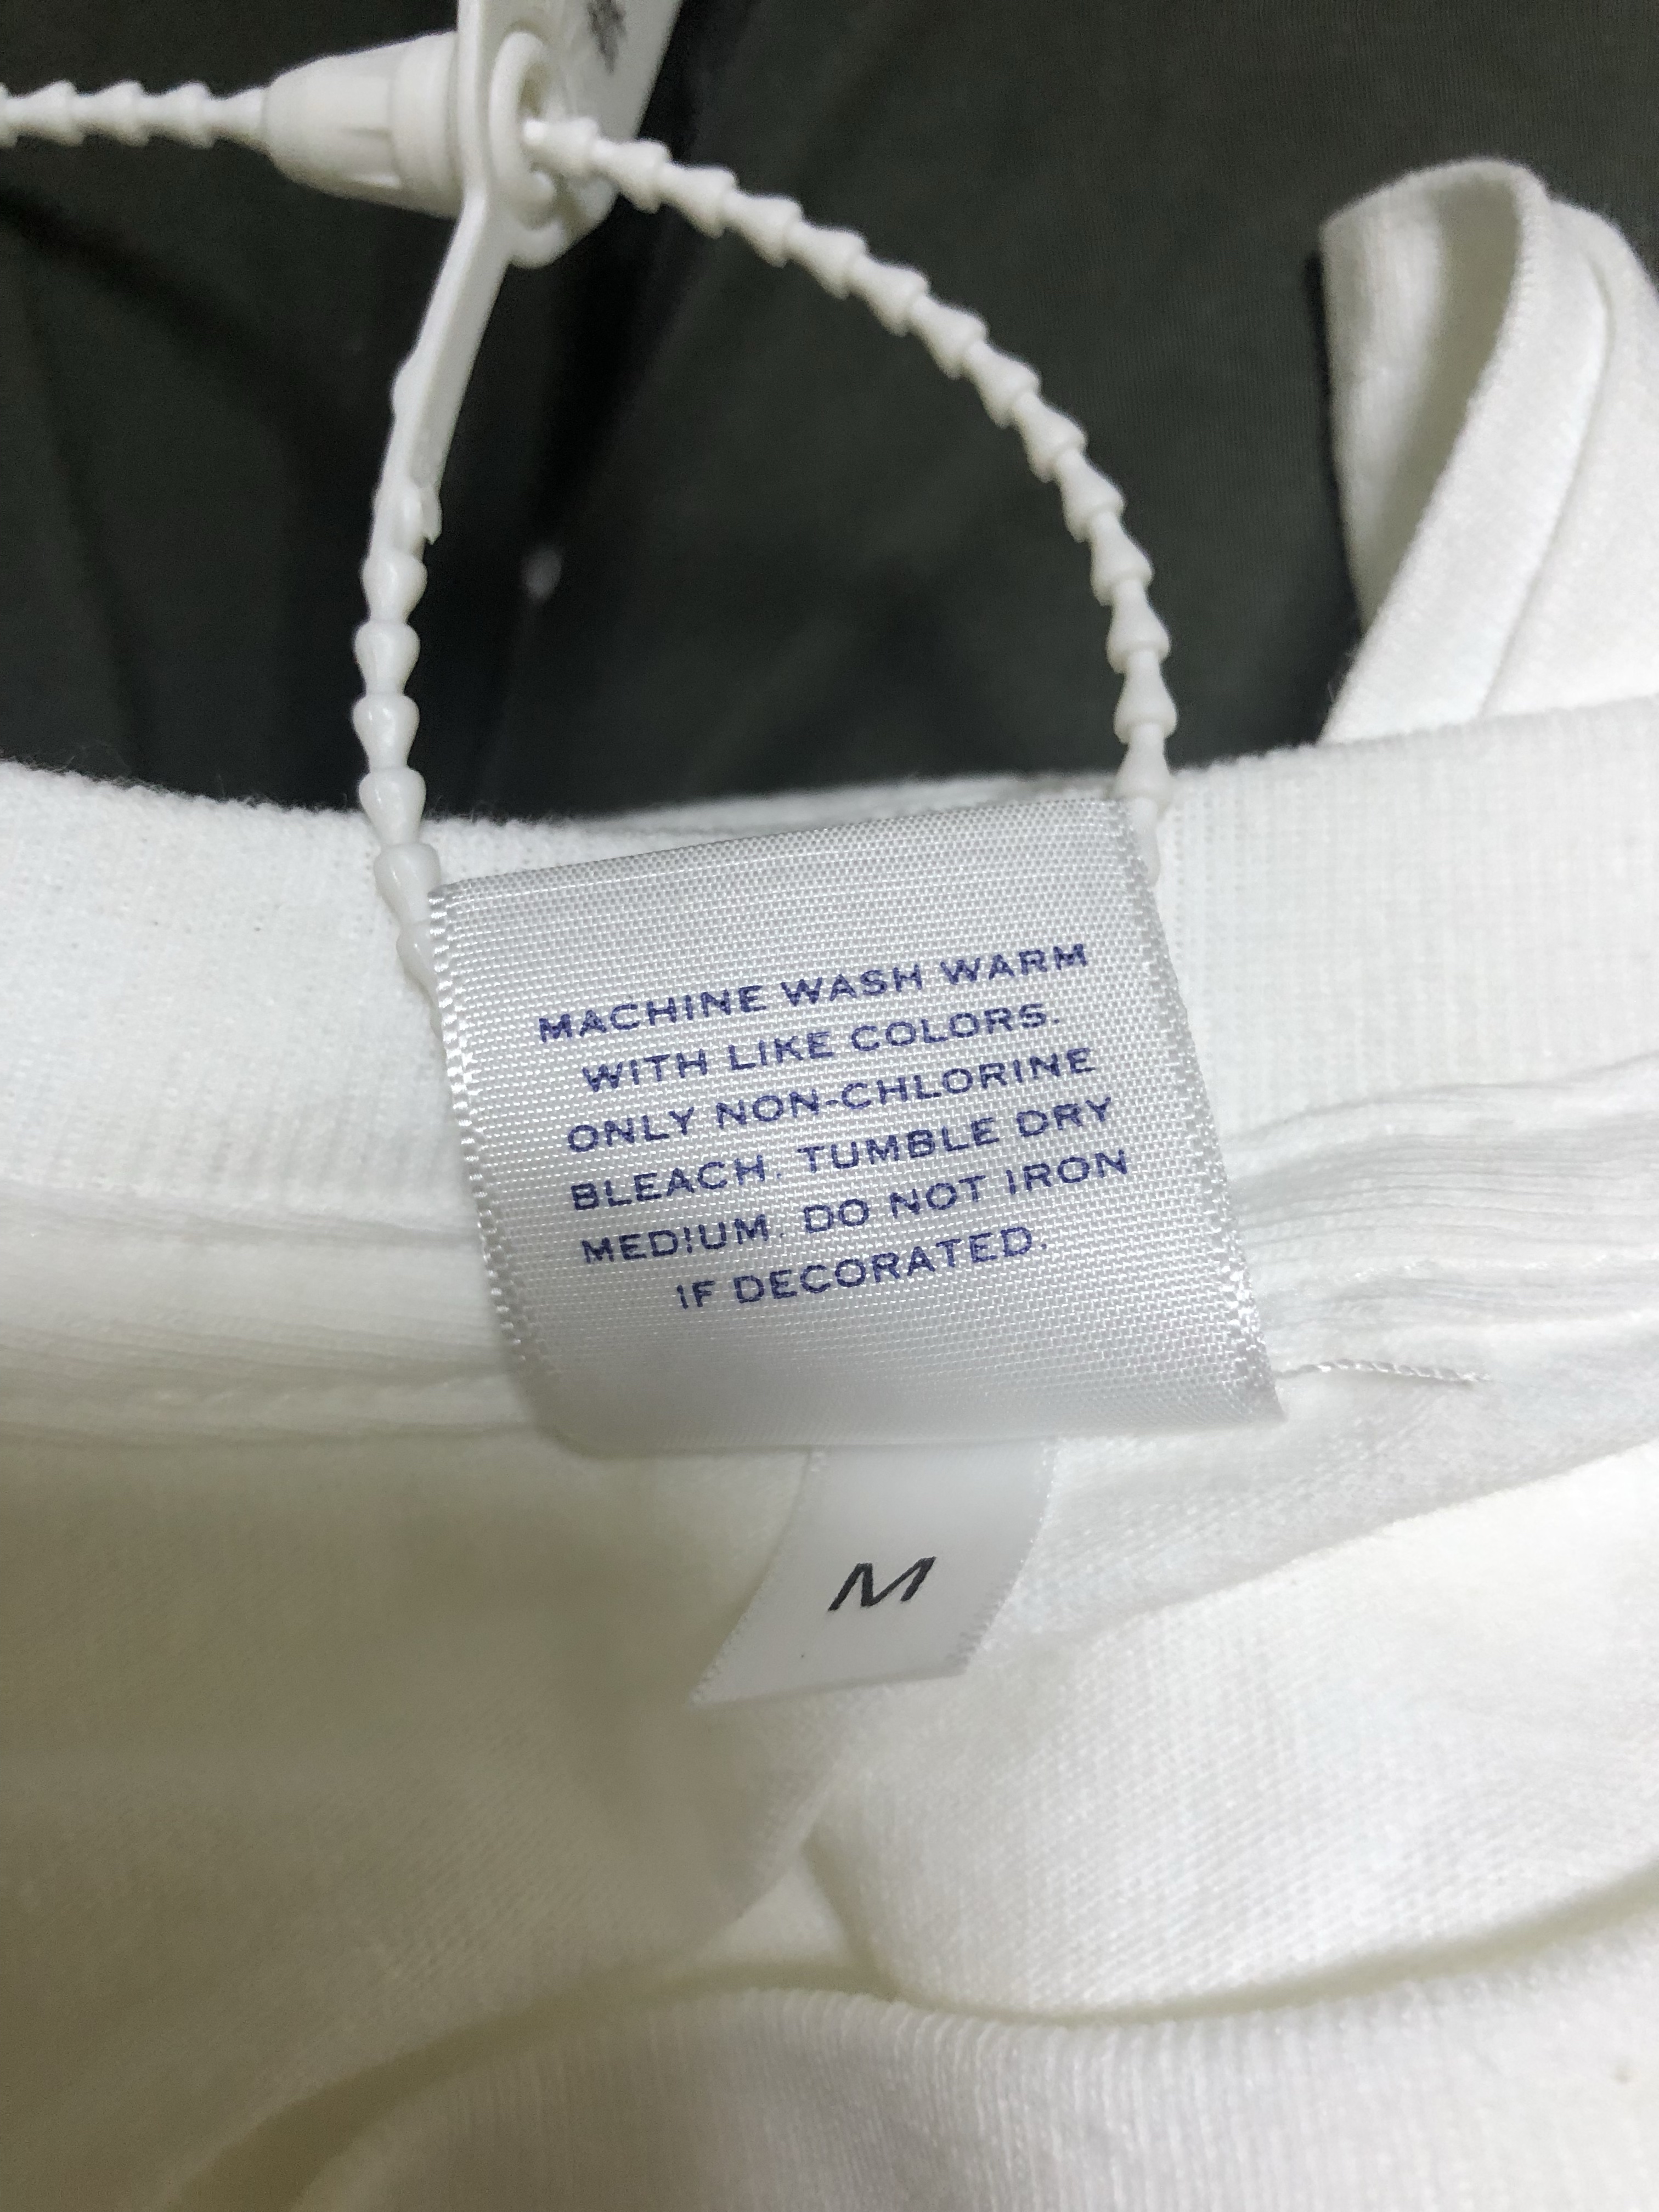 MACHINE WASH WARM
WITH LIKE COLORS.
ONLY NON-CHLORINE
BLEACH. TUMBLE DRY
MEDIUM. DO NOT IRON
IF DECORATED.
M